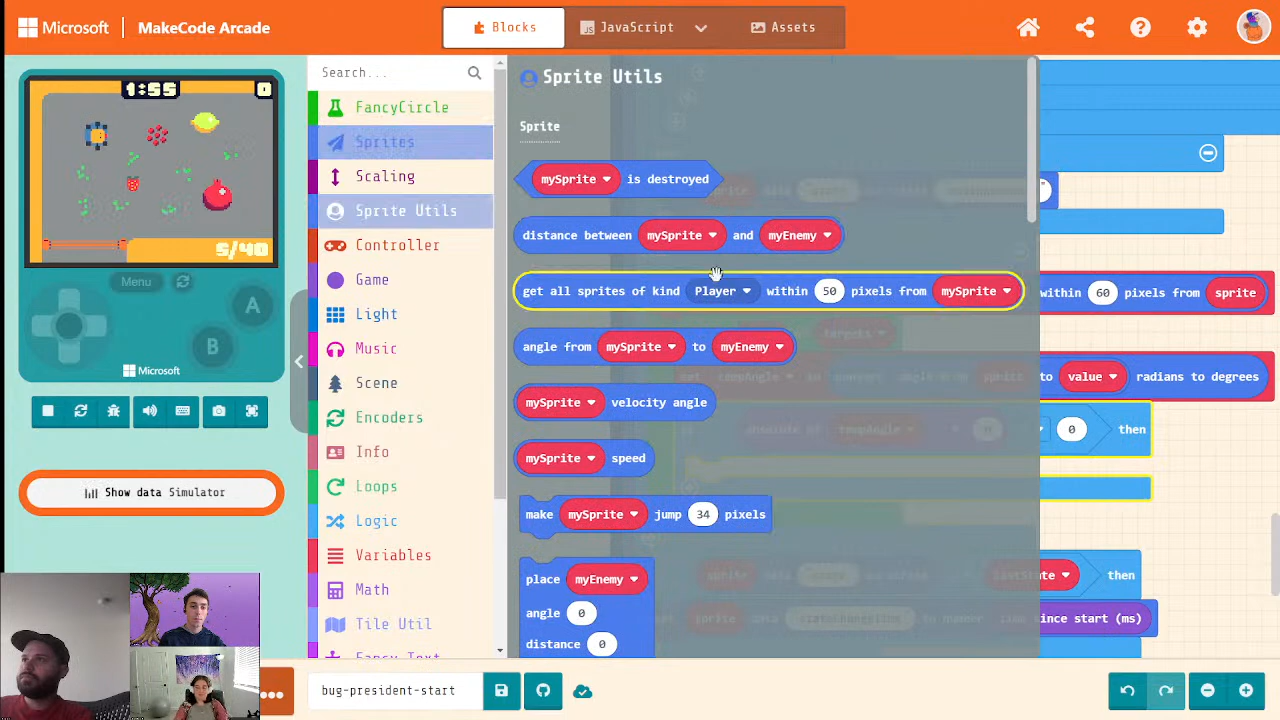 Microsoft
MakeCode Arcade
Blocks
JavaScript
Assets
1:55
0
5/40
Menu
A
B
Microsoft
Show data Simulator
Search...
FancyCircle
Sprites
Scaling
Sprite Utils
Controller
Game
Light
Music
Scene
Encoders
Info
Loops
Logic
Variables
Math
Tile Util
Fancy Text
Sprite Utils
Sprite
mySprite is destroyed
distance between mySprite and myEnemy
get all sprites of kind Player within 50 pixels from mySprite
angle from mySprite to myEnemy
mySprite velocity angle
mySprite speed
make mySprite jump 34 pixels
place myEnemy
angle 0
distance 0
within 60 pixels from sprite
to value radians to degrees
0 then
then
since start (ms)
bug-president-start